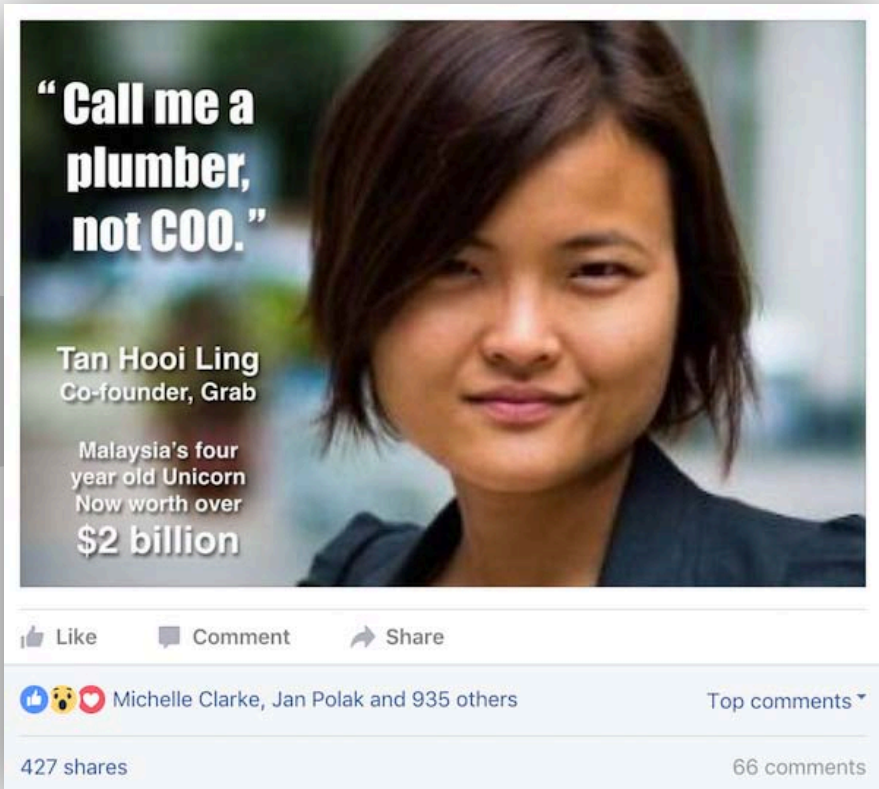 “Call me a
plumber,
not COO.”
Tan Hooi Ling
Co-founder, Grab
Malaysia’s four
year old Unicorn
Now worth over
$2 billion
Like Comment Share
Michelle Clarke, Jan Polak and 935 others Top comments
427 shares 66 comments